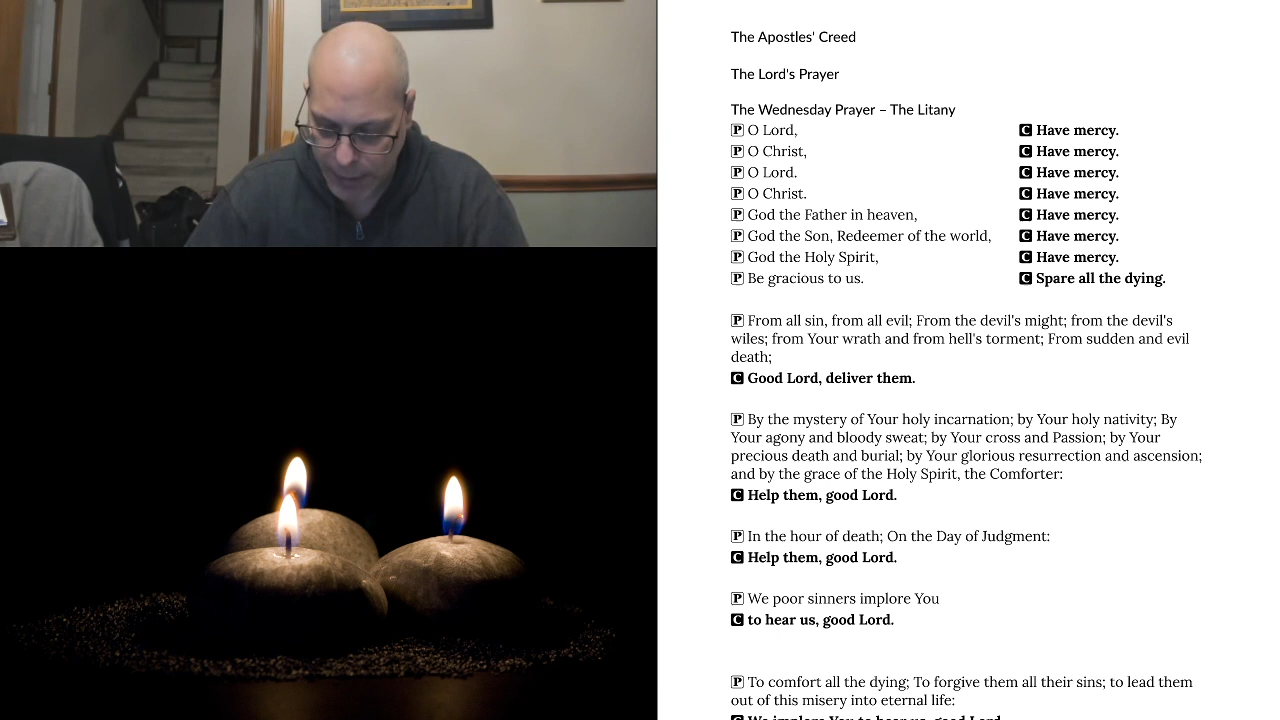 The Apostles' Creed
The Lord's Prayer
The Wednesday Prayer – The Litany
P O Lord, C Have mercy.
P O Christ, C Have mercy.
P O Lord. C Have mercy.
P O Christ. C Have mercy.
P God the Father in heaven, C Have mercy.
P God the Son, Redeemer of the world, C Have mercy.
P God the Holy Spirit, C Have mercy.
P Be gracious to us. C Spare all the dying.
P From all sin, from all evil; From the devil's might; from the devil's
wiles; from Your wrath and from hell's torment; From sudden and evil
death;
C Good Lord, deliver them.
P By the mystery of Your holy incarnation; by Your holy nativity; By
Your agony and bloody sweat; by Your cross and Passion; by Your
precious death and burial; by Your glorious resurrection and ascension;
and by the grace of the Holy Spirit, the Comforter:
C Help them, good Lord.
P In the hour of death; On the Day of Judgment:
C Help them, good Lord.
P We poor sinners implore You
C to hear us, good Lord.
P To comfort all the dying; To forgive them all their sins; to lead them
out of this misery into eternal life:
C We implore You to hear us, good Lord.